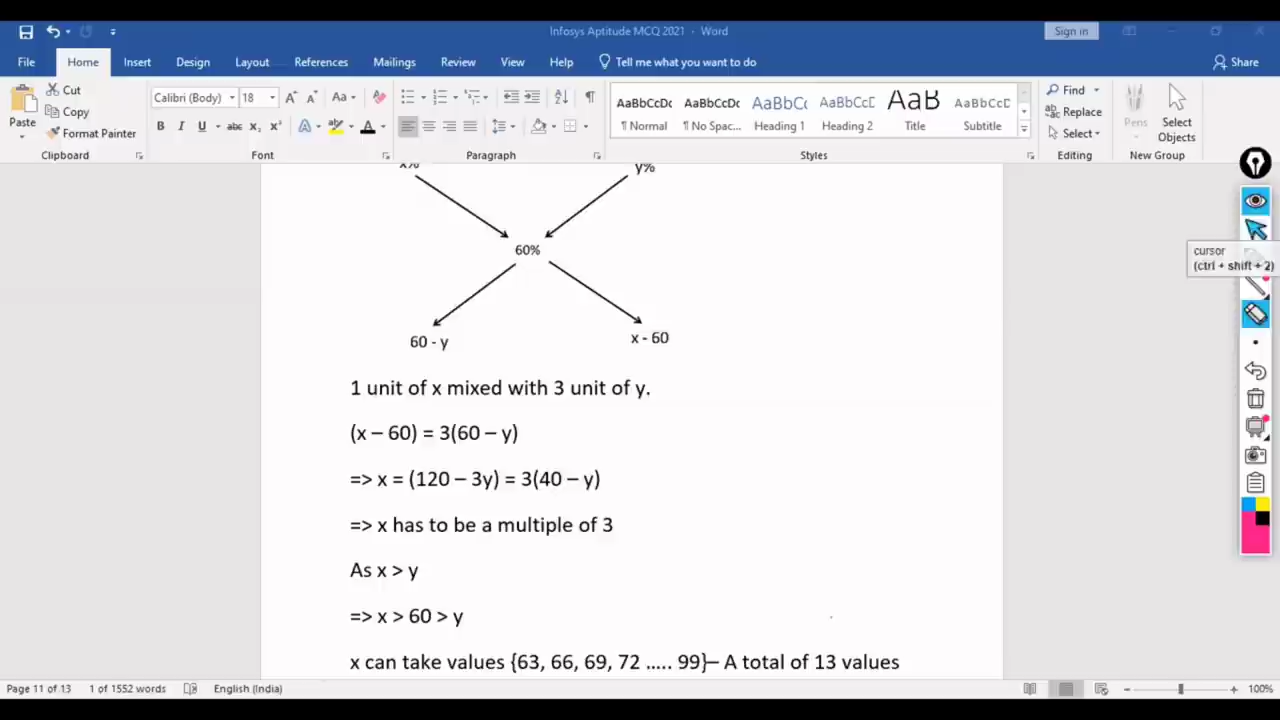 Infosys Aptitude MCQ 2021 - Word
Sign in
File Home Insert Design Layout References Mailings Review View Help Tell me what you want to do Share
Paste
Cut
Copy
Format Painter
Clipboard
Calibri (Body) 18
Font
Paragraph
AaBbCcDc AaBbCcDc AaBbCc AaBbCcD AaB AaBbCcD
¶ Normal ¶ No Spac... Heading 1 Heading 2 Title Subtitle
Styles
Find
Replace
Select
Editing
Pens
Select Objects
New Group
cursor
(ctrl + shift + 2)
x% y%
60%
60 - y x - 60
1 unit of x mixed with 3 unit of y.
(x – 60) = 3(60 – y)
=> x = (120 – 3y) = 3(40 – y)
=> x has to be a multiple of 3
As x > y
=> x > 60 > y
x can take values {63, 66, 69, 72 ..... 99}– A total of 13 values
Page 11 of 13 1 of 1552 words English (India) 100%